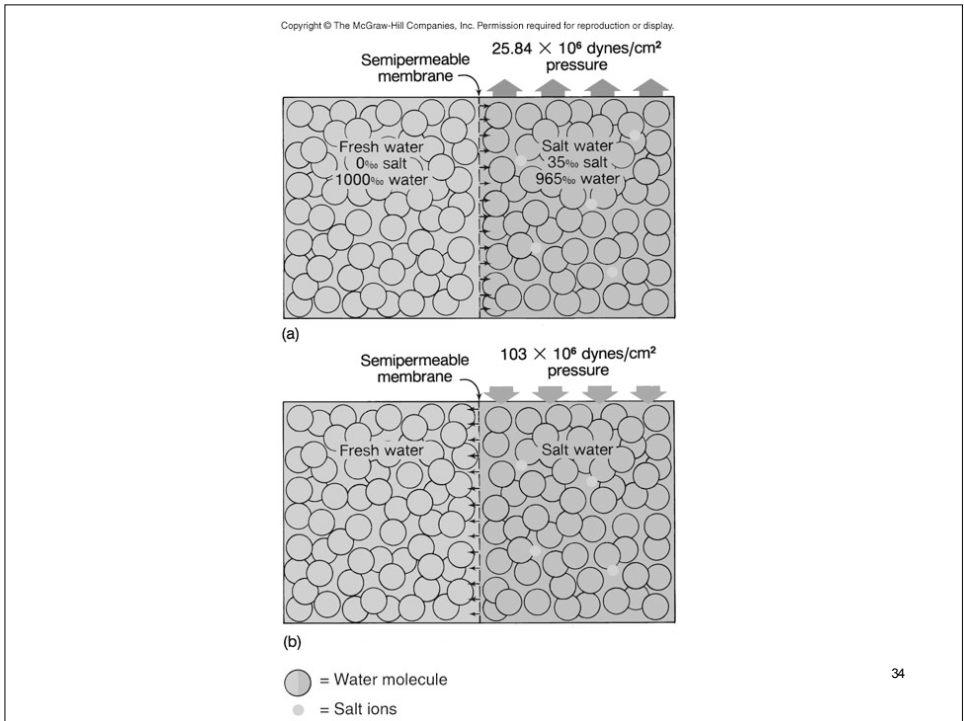 Copyright © The McGraw-Hill Companies, Inc. Permission required for reproduction or display.
25.84 × 10⁶ dynes/cm²
pressure
Semipermeable
membrane
Fresh water
0‰ salt
1000‰ water
Salt water
35‰ salt
965‰ water
(a)
103 × 10⁶ dynes/cm²
pressure
Semipermeable
membrane
Fresh water
Salt water
(b)
= Water molecule
= Salt ions
34